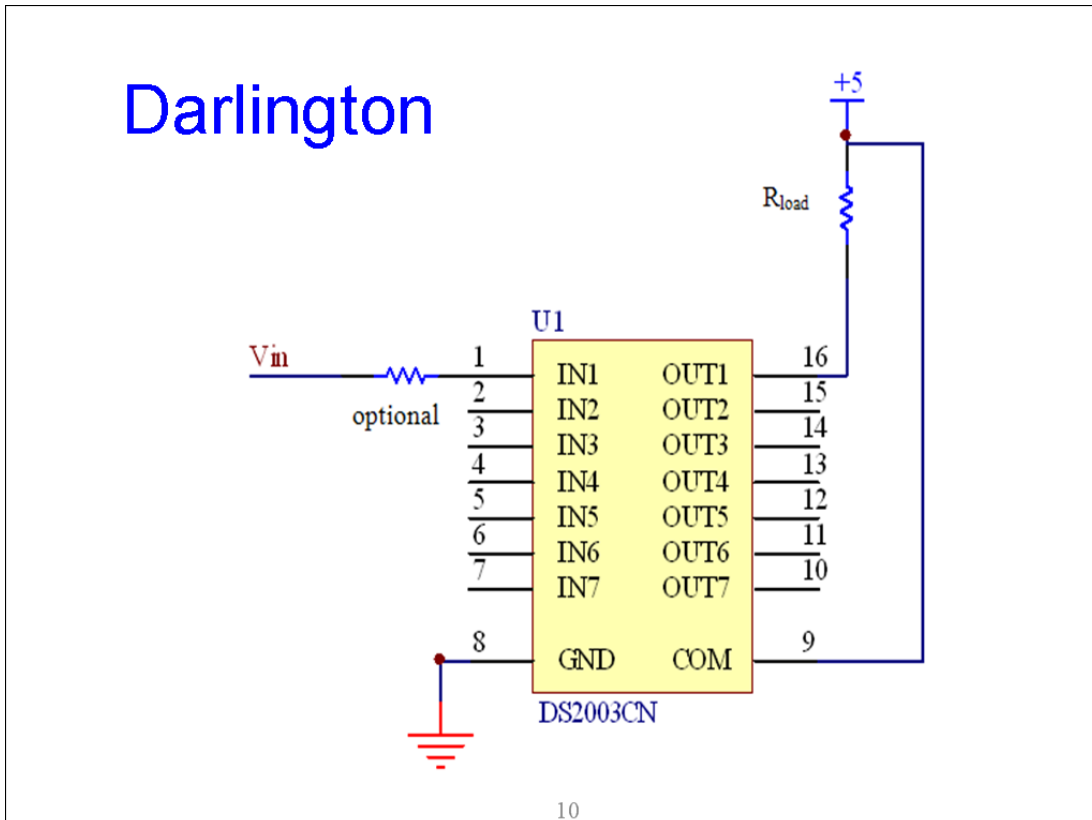 Darlington
+5
Rload
U1
Vin
optional
1 IN1 OUT1 16
2 IN2 OUT2 15
3 IN3 OUT3 14
4 IN4 OUT4 13
5 IN5 OUT5 12
6 IN6 OUT6 11
7 IN7 OUT7 10
8 GND COM 9
DS2003CN
10